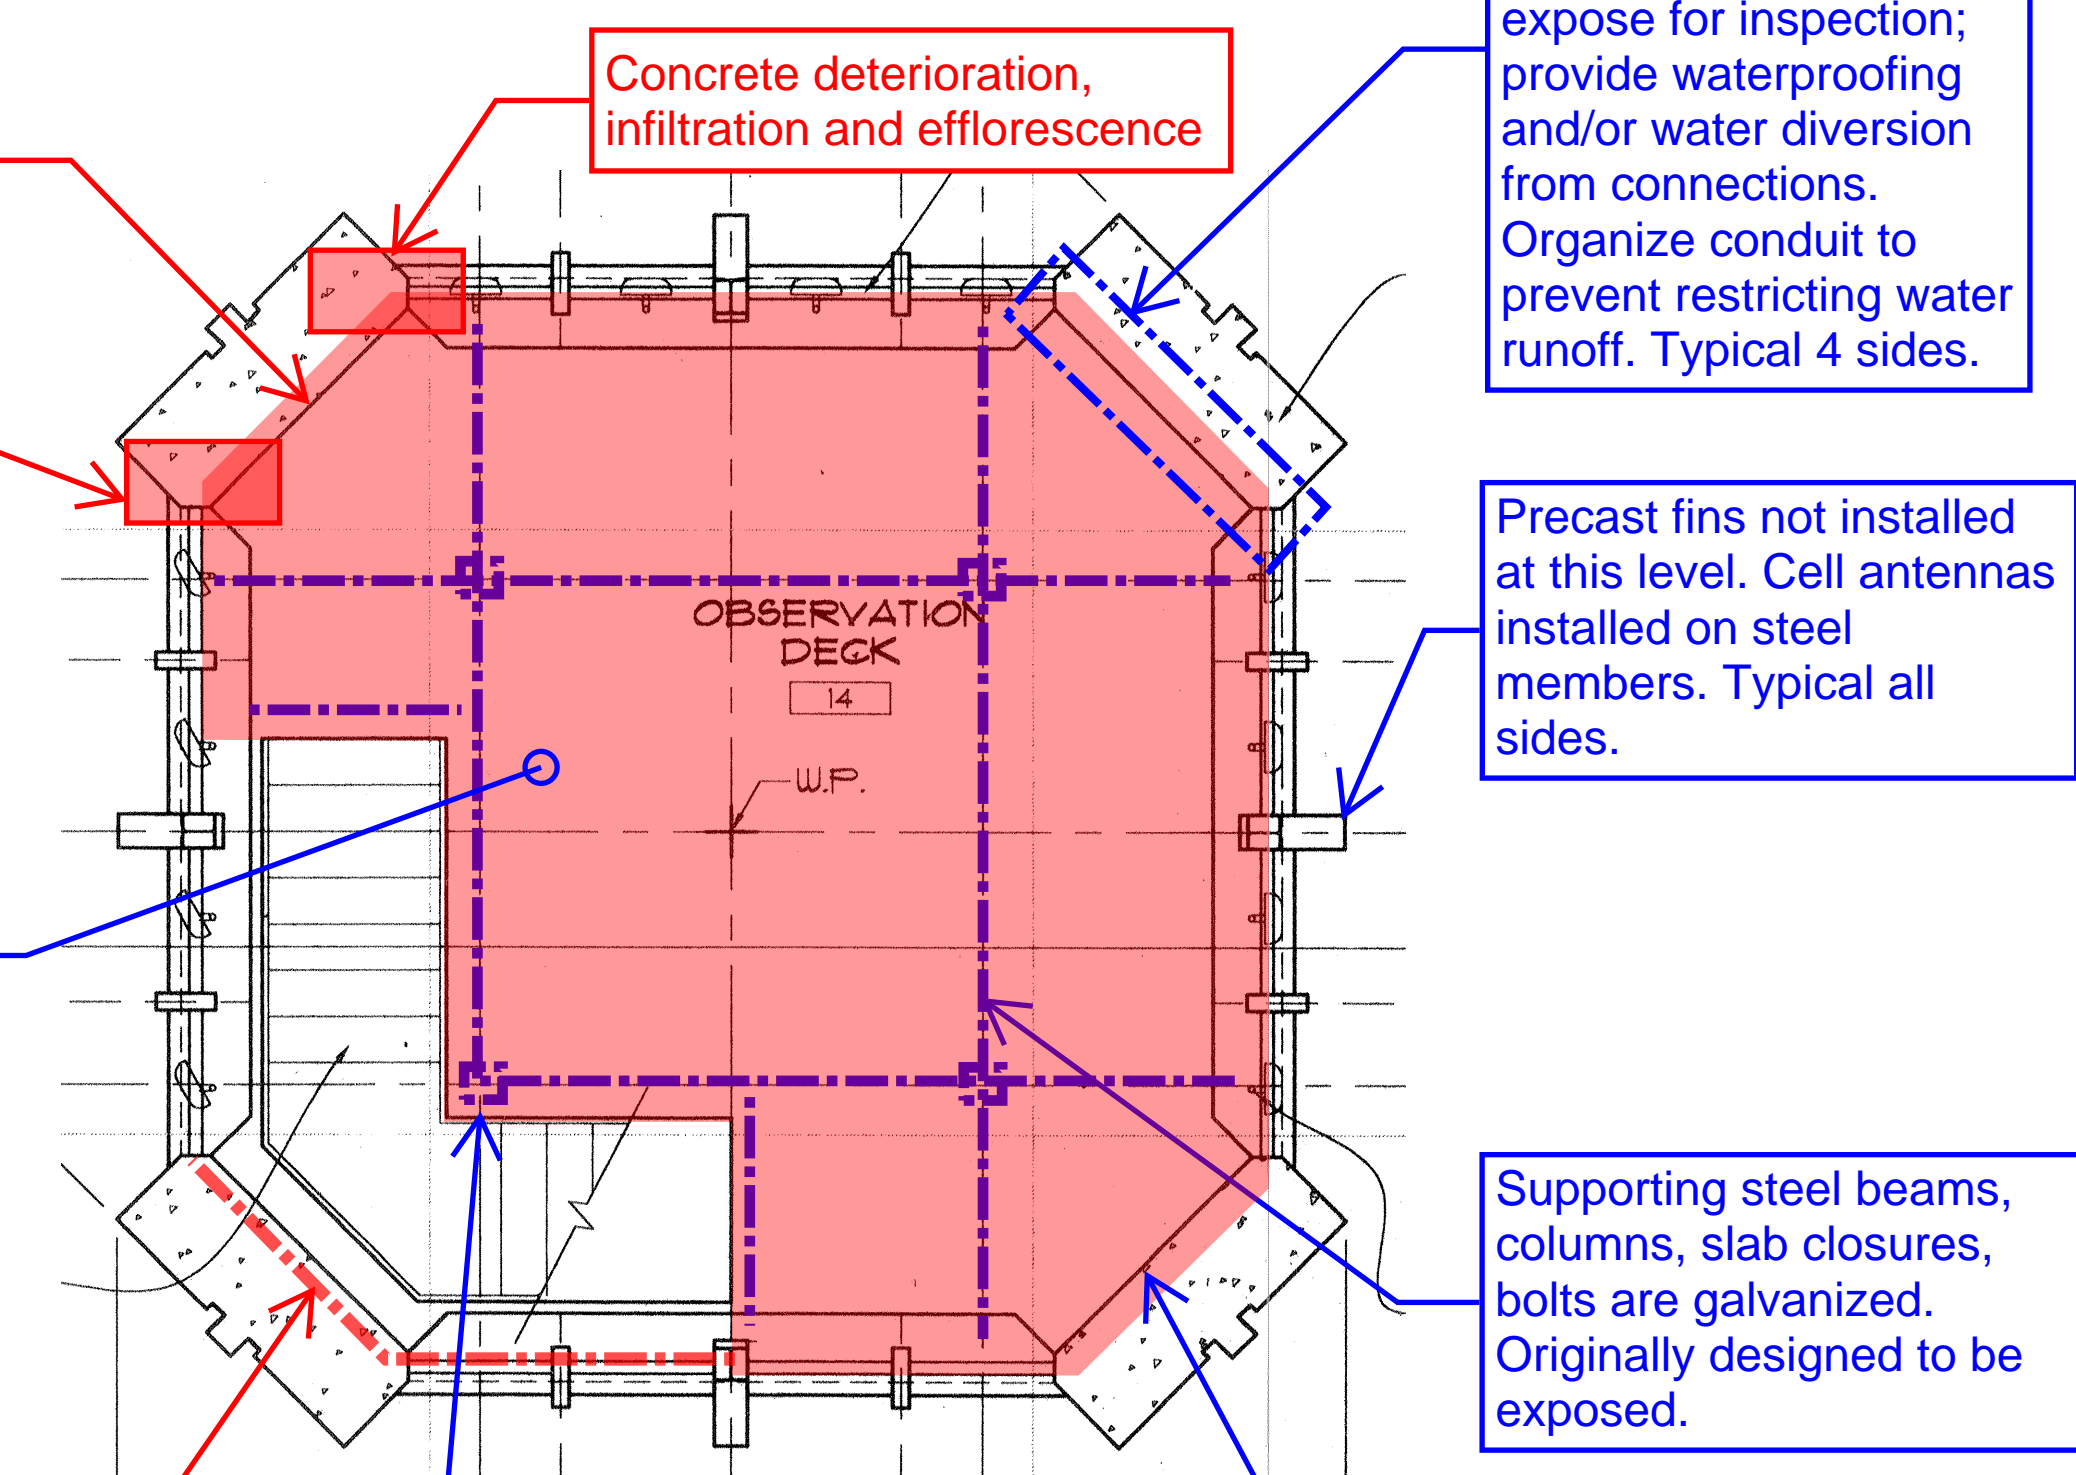 Concrete deterioration,
infiltration and efflorescence
expose for inspection;
provide waterproofing
and/or water diversion
from connections.
Organize conduit to
prevent restricting water
runoff. Typical 4 sides.
Precast fins not installed
at this level. Cell antennas
installed on steel
members. Typical all
sides.
OBSERVATION
DECK
14
W.P.
Supporting steel beams,
columns, slab closures,
bolts are galvanized.
Originally designed to be
exposed.